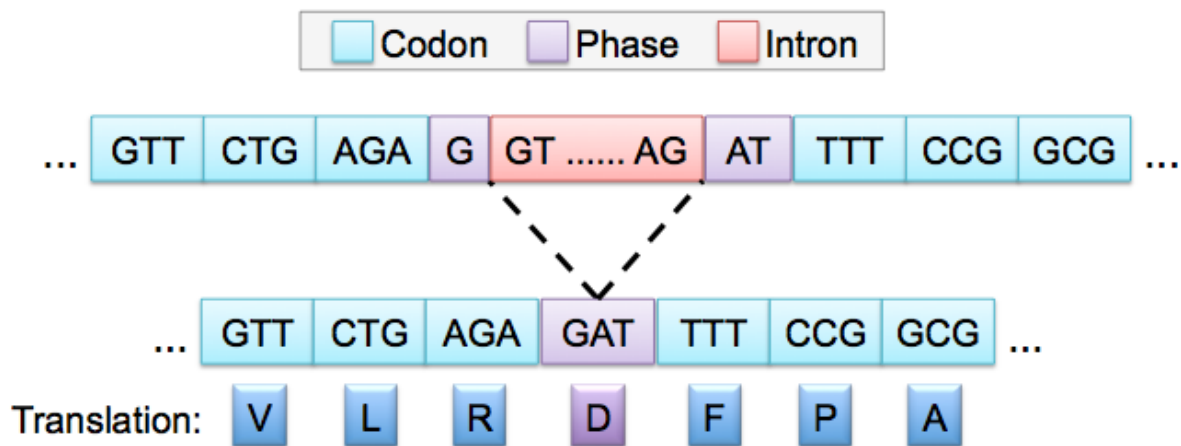 Codon Phase Intron
... GTT CTG AGA G GT ...... AG AT TTT CCG GCG ...
... GTT CTG AGA GAT TTT CCG GCG ...
Translation: V L R D F P A